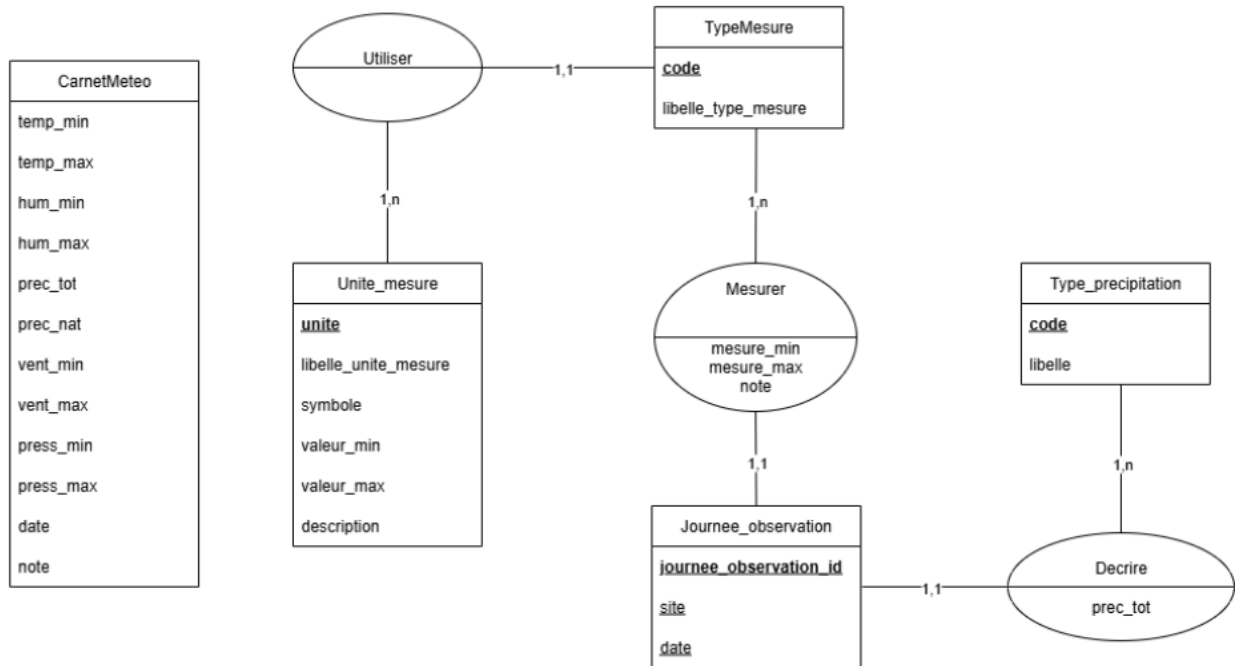 CarnetMeteo
temp_min
temp_max
hum_min
hum_max
prec_tot
prec_nat
vent_min
vent_max
press_min
press_max
date
note
Utiliser
1,1
1,n
TypeMesure
code
libelle_type_mesure
1,n
Unite_mesure
unite
libelle_unite_mesure
symbole
valeur_min
valeur_max
description
Mesurer
mesure_min
mesure_max
note
1,1
Type_precipitation
code
libelle
1,n
Journee_observation
journee_observation_id
site
date
1,1
Decrire
prec_tot